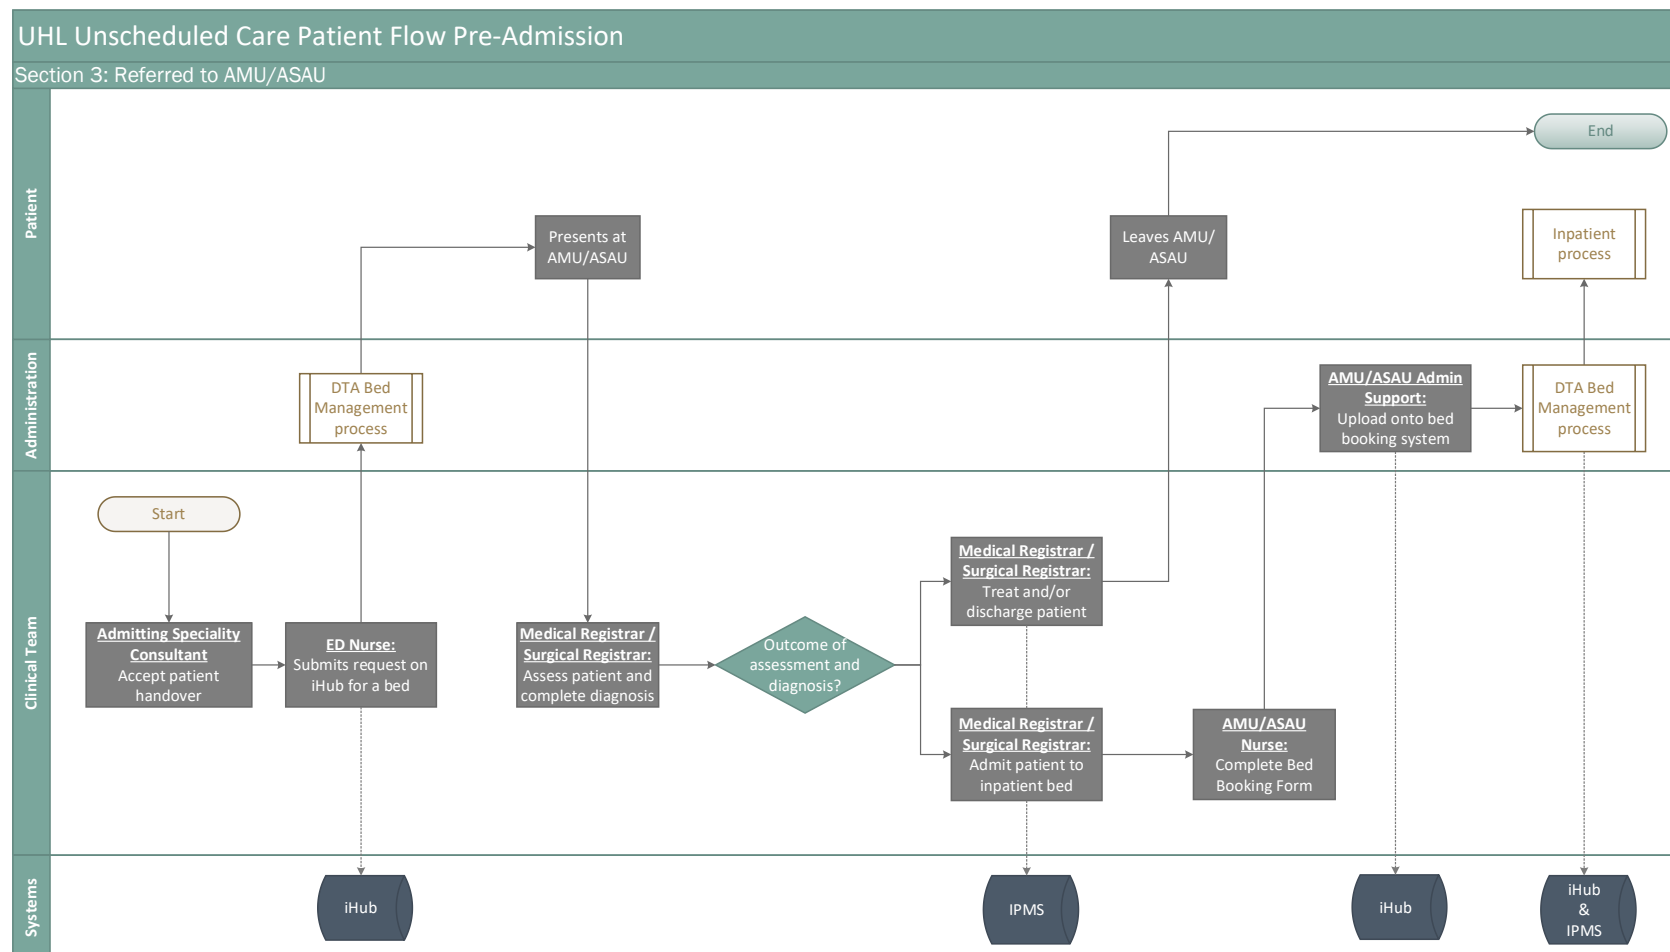 UHL Unscheduled Care Patient Flow Pre-Admission
Section 3: Referred to AMU/ASAU
Patient
End
Presents at
AMU/ASAU
Leaves AMU/
ASAU
Inpatient
process
Administration
DTA Bed
Management
process
AMU/ASAU Admin
Support:
Upload onto bed
booking system
DTA Bed
Management
process
Clinical Team
Start
Admitting Speciality
Consultant
Accept patient
handover
ED Nurse:
Submits request on
iHub for a bed
Medical Registrar /
Surgical Registrar:
Assess patient and
complete diagnosis
Outcome of
assessment and
diagnosis?
Medical Registrar /
Surgical Registrar:
Treat and/or
discharge patient
Medical Registrar /
Surgical Registrar:
Admit patient to
inpatient bed
AMU/ASAU
Nurse:
Complete Bed
Booking Form
Systems
iHub
IPMS
iHub
iHub
&
IPMS